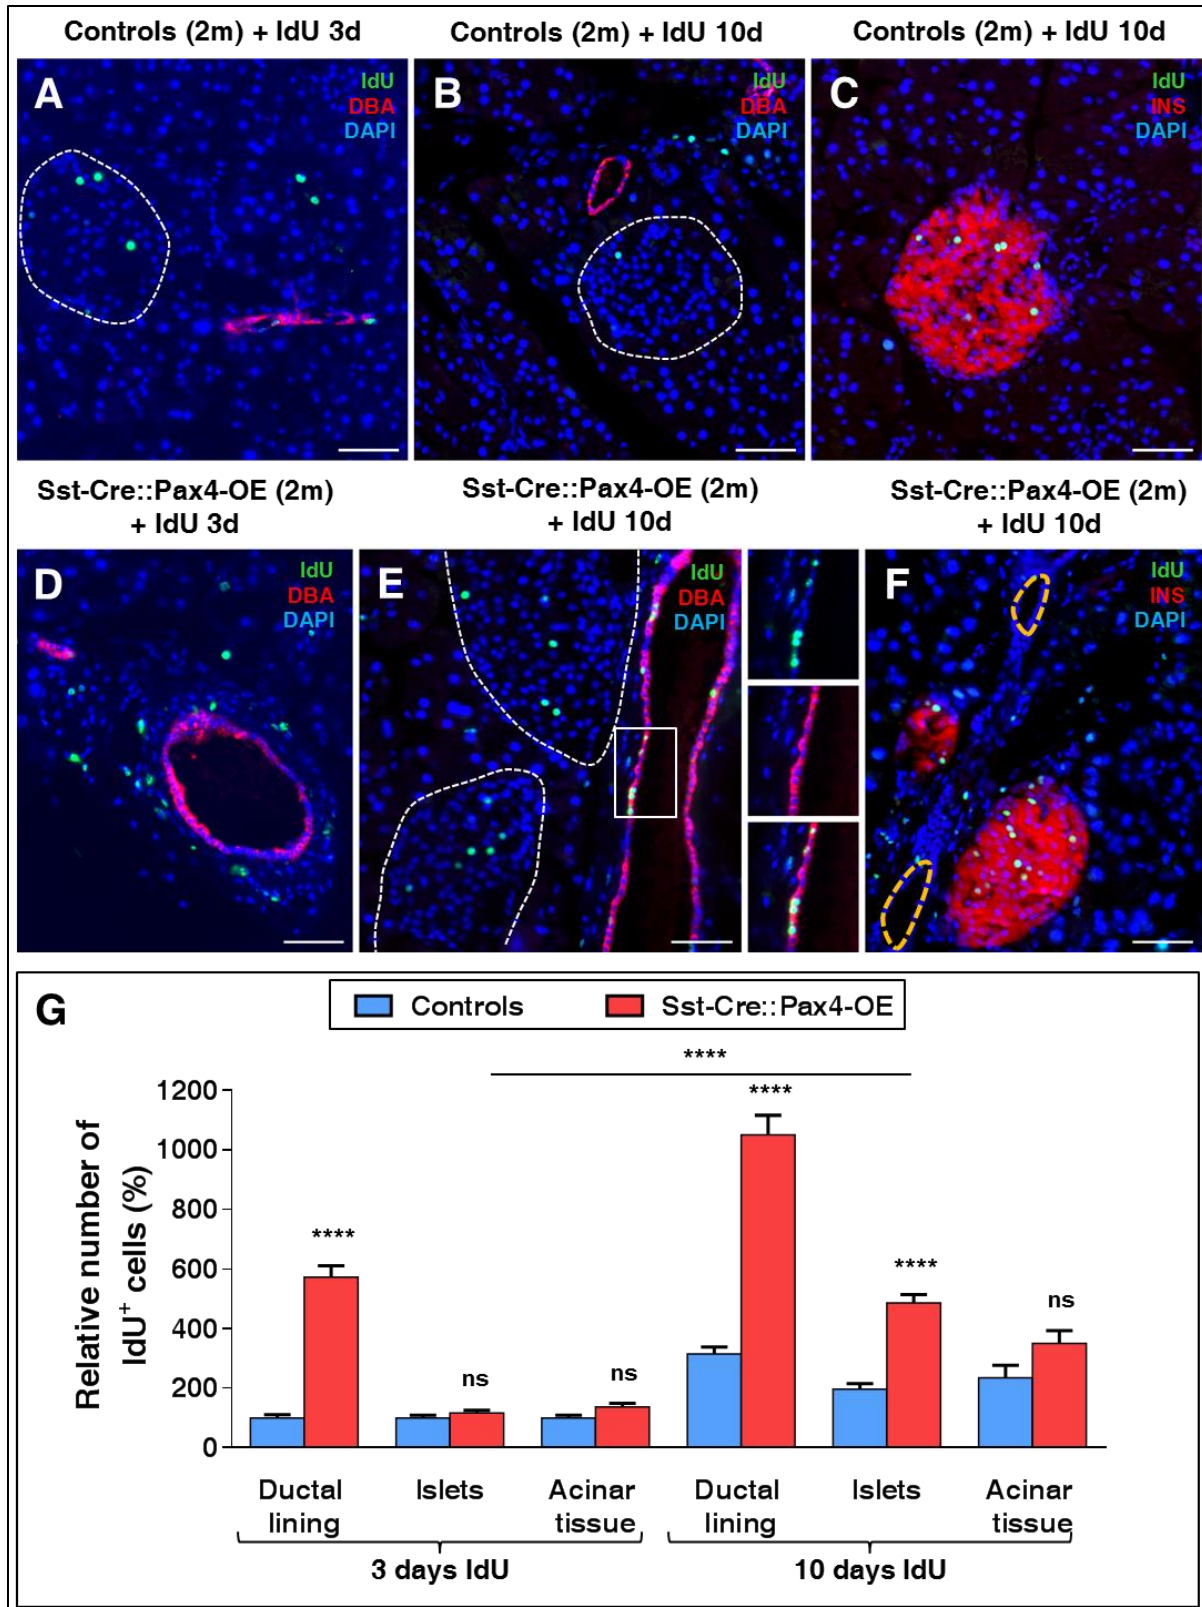 Controls (2m) + IdU 3d
Controls (2m) + IdU 10d
Controls (2m) + IdU 10d
A
IdU
DBA
DAPI
B
IdU
DBA
DAPI
C
IdU
INS
DAPI
Sst-Cre::Pax4-OE (2m)
+ IdU 3d
Sst-Cre::Pax4-OE (2m)
+ IdU 10d
Sst-Cre::Pax4-OE (2m)
+ IdU 10d
D
IdU
DBA
DAPI
E
IdU
DBA
DAPI
F
IdU
INS
DAPI
G
Controls
Sst-Cre::Pax4-OE
Relative number of
IdU⁺ cells (%)
1200
1000
800
600
400
200
0
****
ns
ns
****
****
****
ns
Ductal
lining
Islets
Acinar
tissue
Ductal
lining
Islets
Acinar
tissue
3 days IdU
10 days IdU